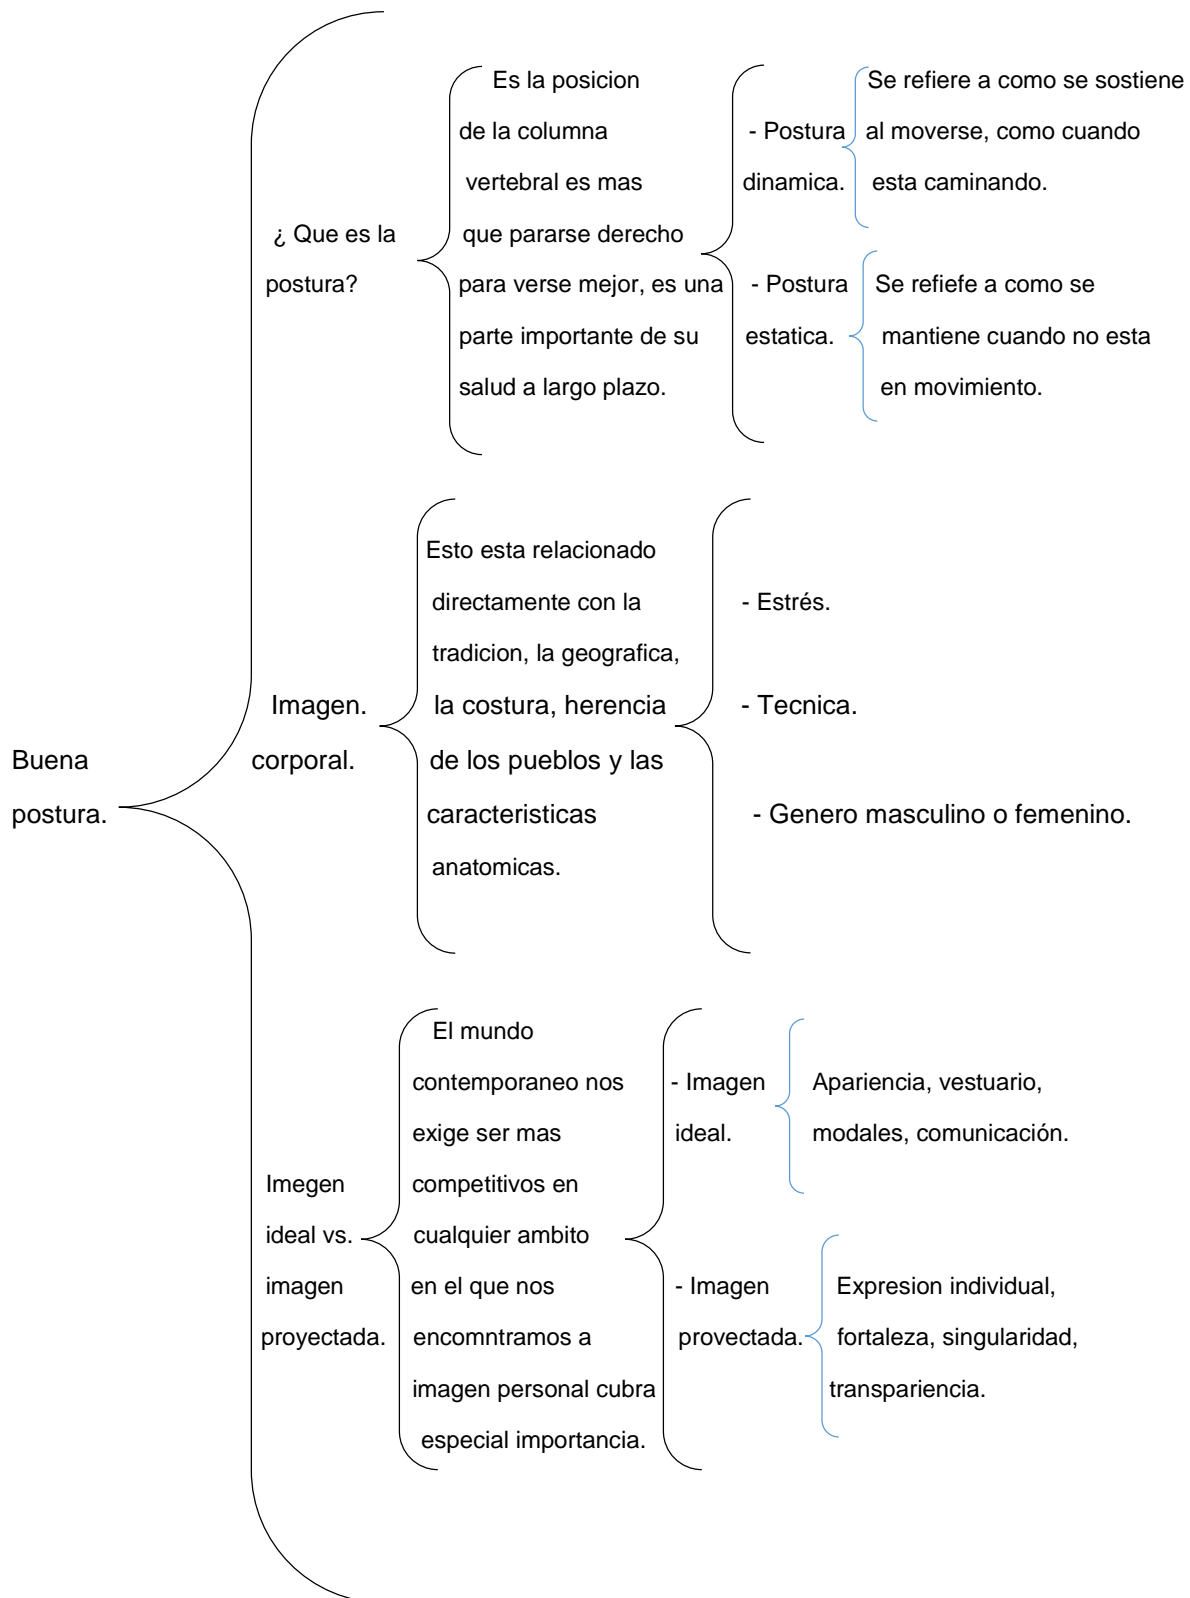 Buena
postura.
¿ Que es la
postura?
Es la posicion
de la columna
vertebral es mas
que pararse derecho
para verse mejor, es una
parte importante de su
salud a largo plazo.
- Postura
dinamica.
Se refiere a como se sostiene
al moverse, como cuando
esta caminando.
- Postura
estatica.
Se refiefe a como se
mantiene cuando no esta
en movimiento.
Imagen.
corporal.
Esto esta relacionado
directamente con la
tradicion, la geografica,
la costura, herencia
de los pueblos y las
caracteristicas
anatomicas.
- Estrés.
- Tecnica.
- Genero masculino o femenino.
Imegen
ideal vs.
imagen
proyectada.
El mundo
contemporaneo nos
exige ser mas
competitivos en
cualquier ambito
en el que nos
encomntramos a
imagen personal cubra
especial importancia.
- Imagen
ideal.
Apariencia, vestuario,
modales, comunicación.
- Imagen
provectada.
Expresion individual,
fortaleza, singularidad,
transpariencia.